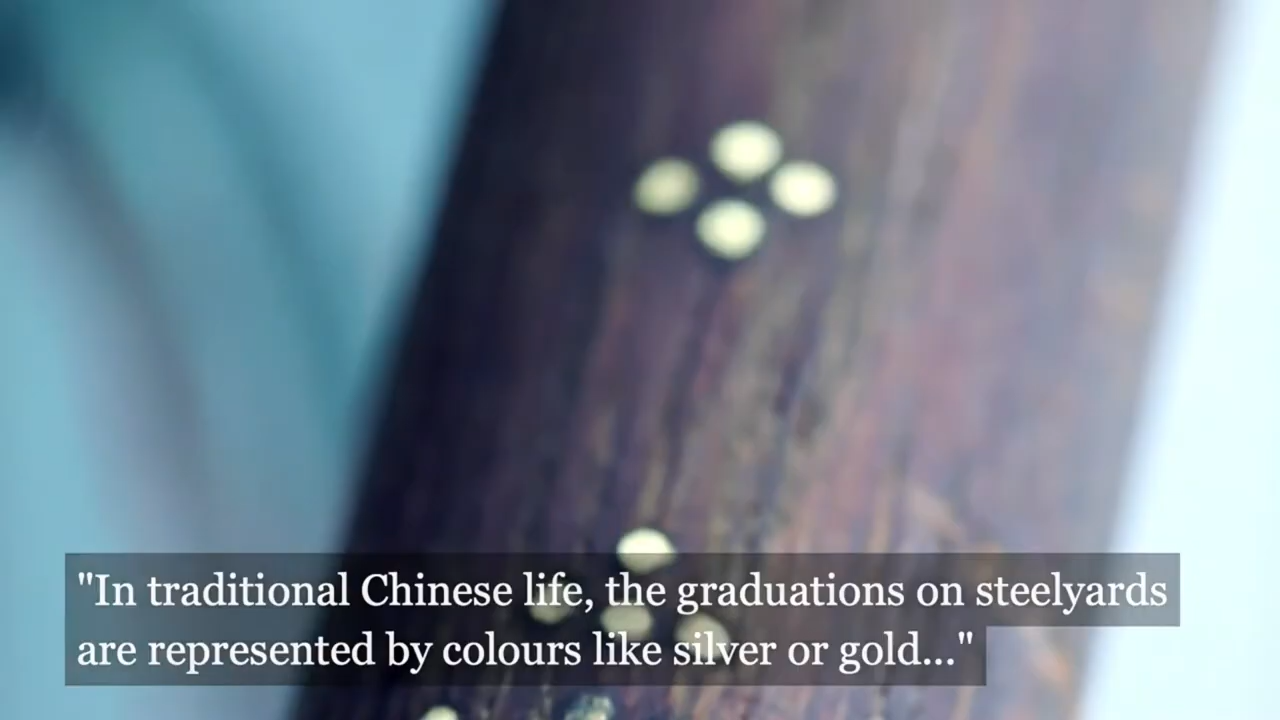 "In traditional Chinese life, the graduations on steelyards
are represented by colours like silver or gold..."